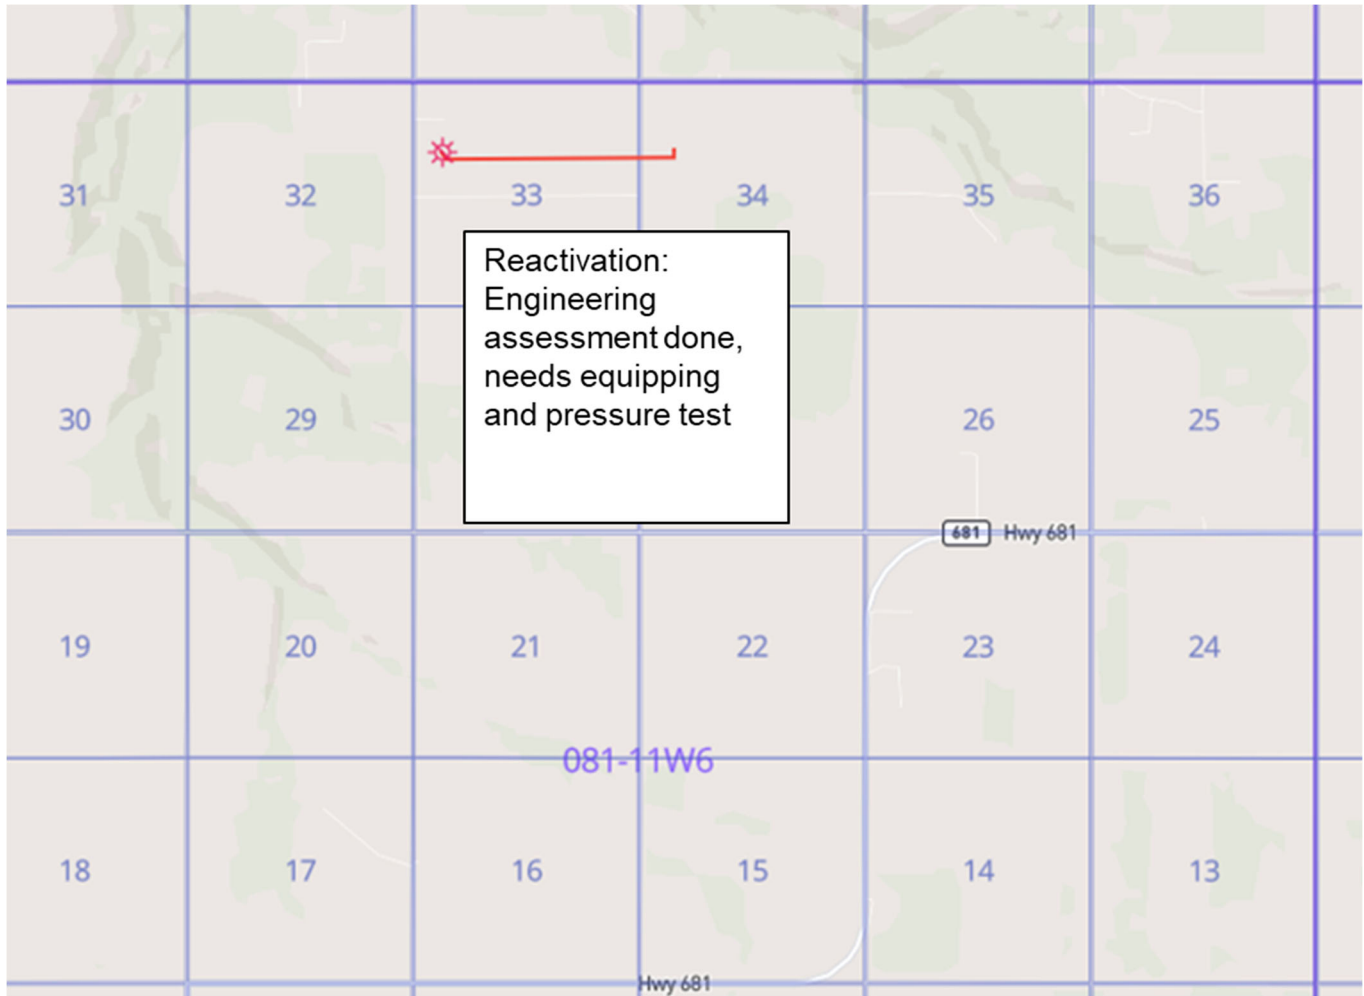 31
32
33
34
35
36
Reactivation:
Engineering
assessment done,
needs equipping
and pressure test
30
29
26
25
681
Hwy 681
19
20
21
22
23
24
081-11W6
18
17
16
15
14
13
Hwy 681